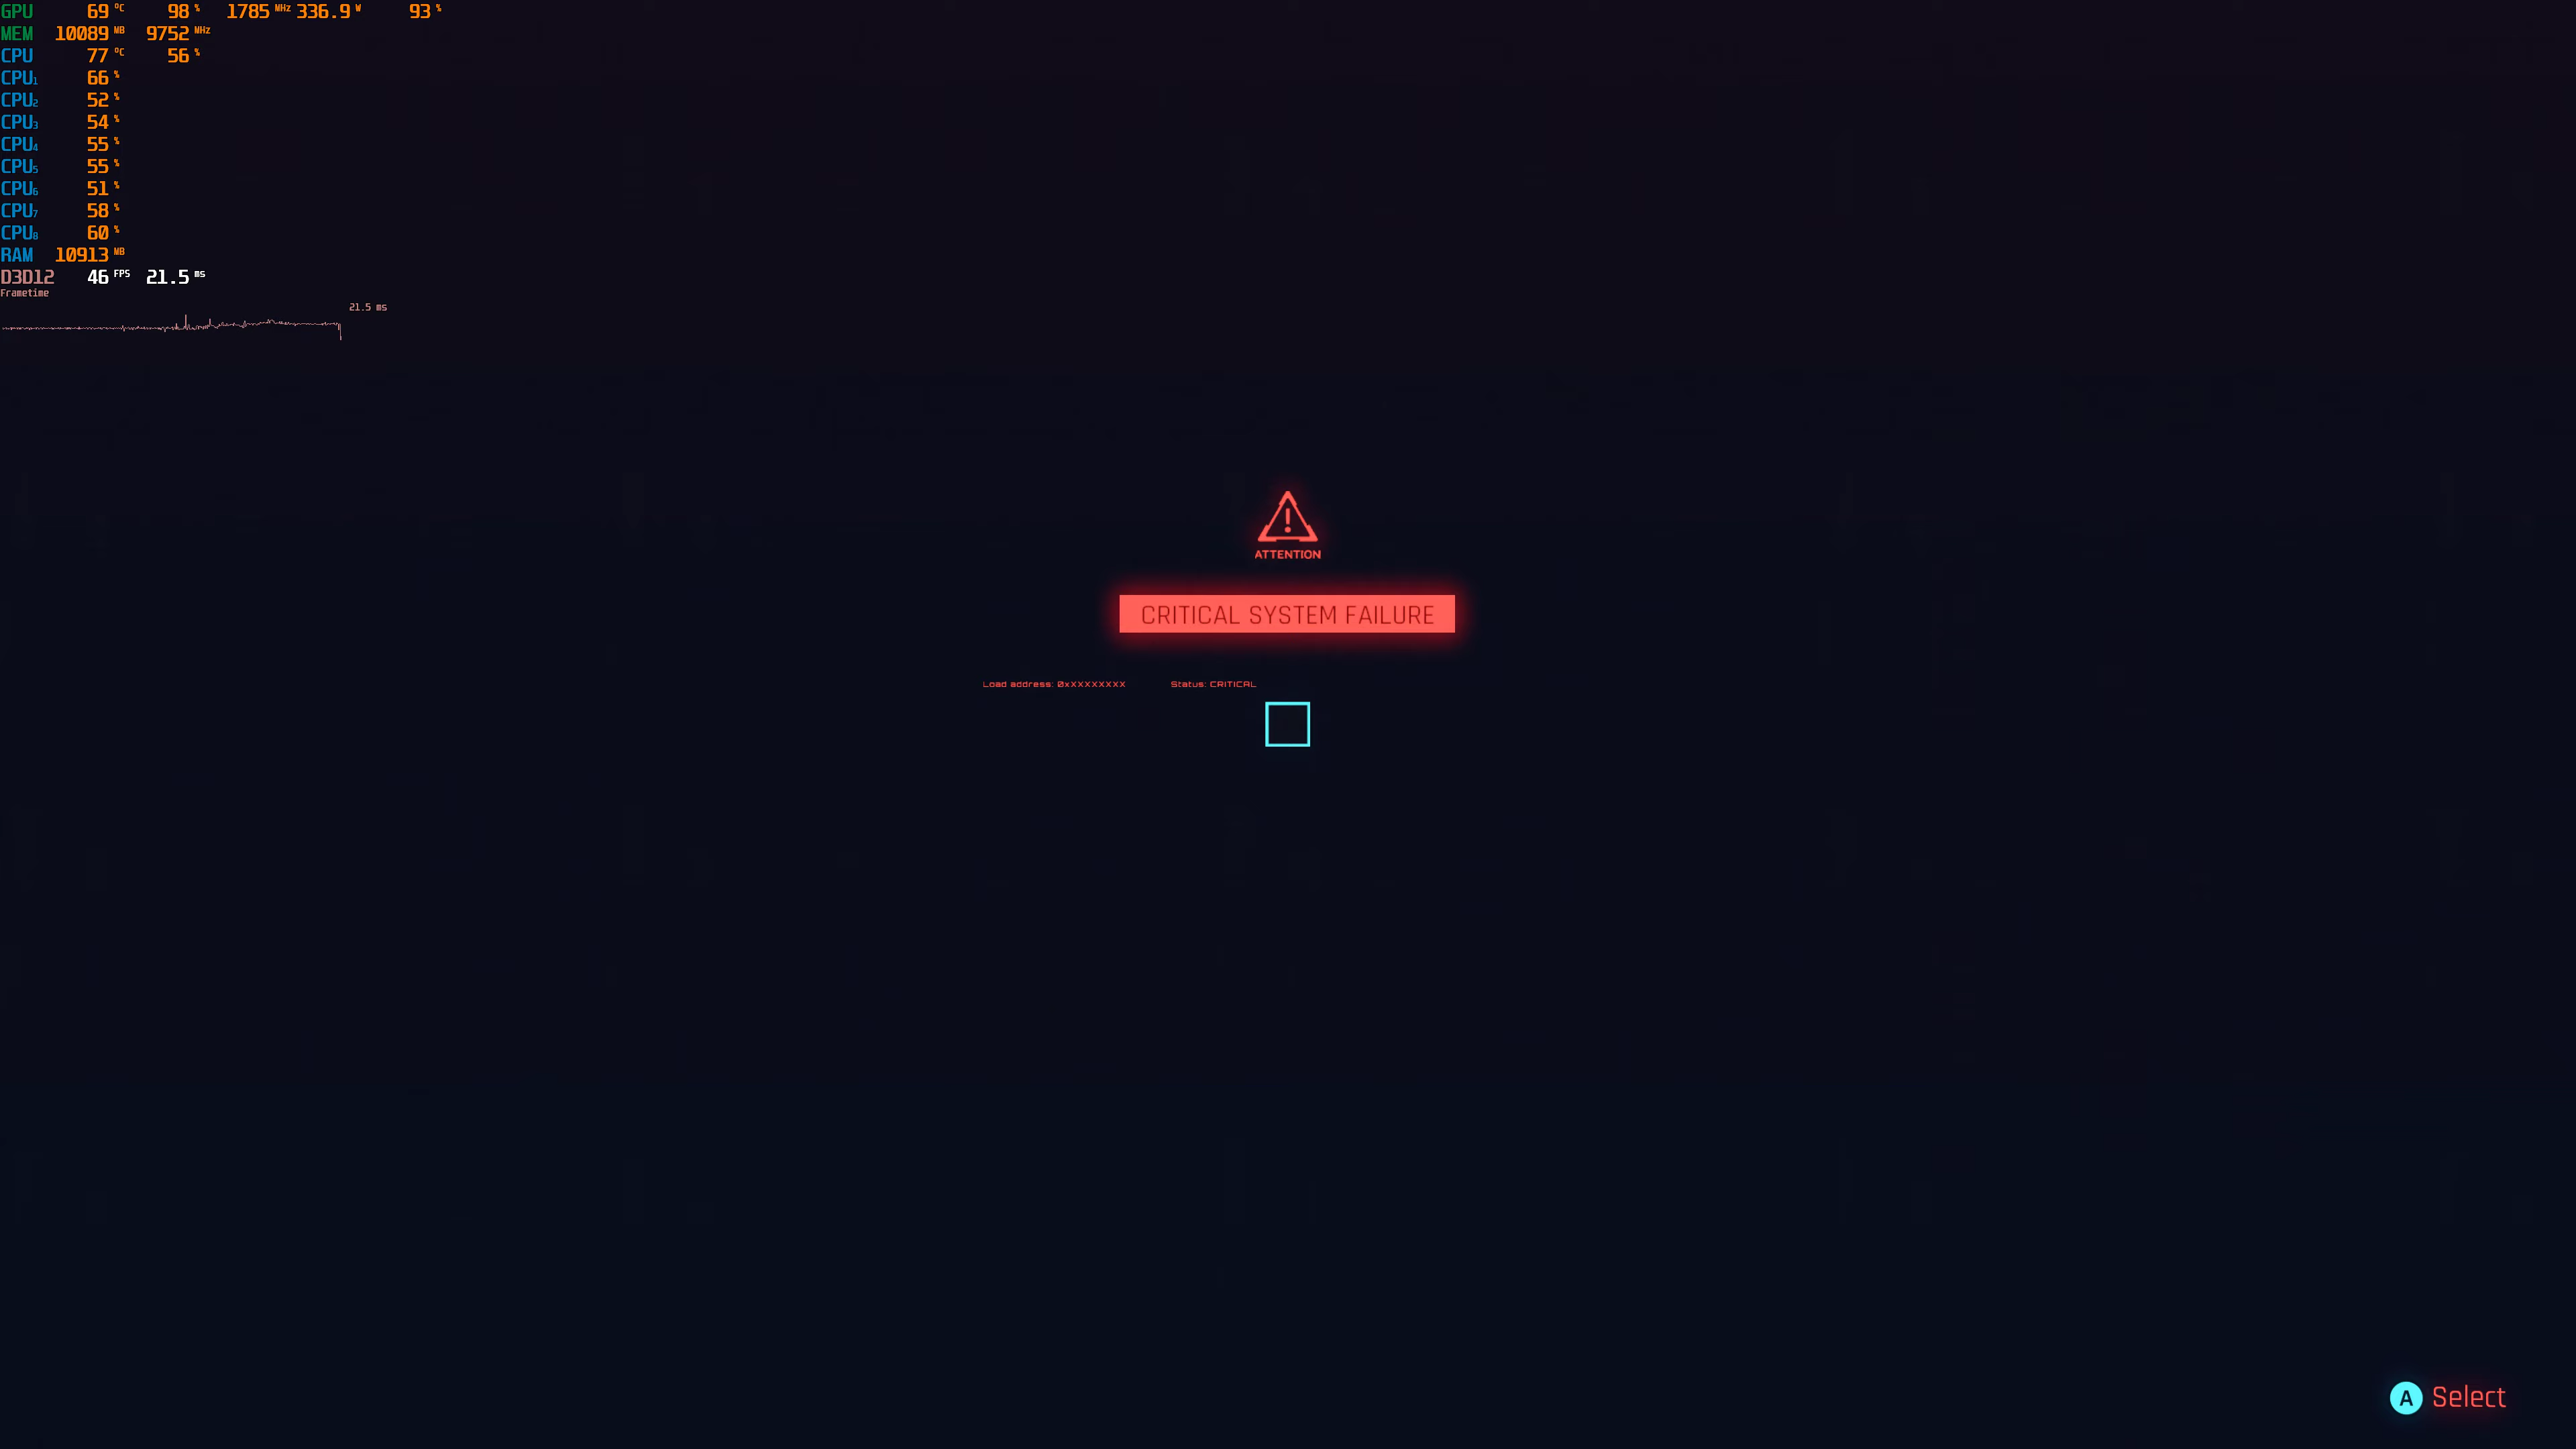 GPU 69 °C 98 % 1785 MHz 336.9 W 93 %
MEM 10089 MB 9752 MHz
CPU 77 °C 56 %
CPU1 66 %
CPU2 52 %
CPU3 54 %
CPU4 55 %
CPU5 55 %
CPU6 51 %
CPU7 58 %
CPU8 60 %
RAM 10913 MB
D3D12 46 FPS 21.5 ms
Frametime
21.5 ms
ATTENTION
CRITICAL SYSTEM FAILURE
Load address: 0xXXXXXXXX Status: CRITICAL
A Select